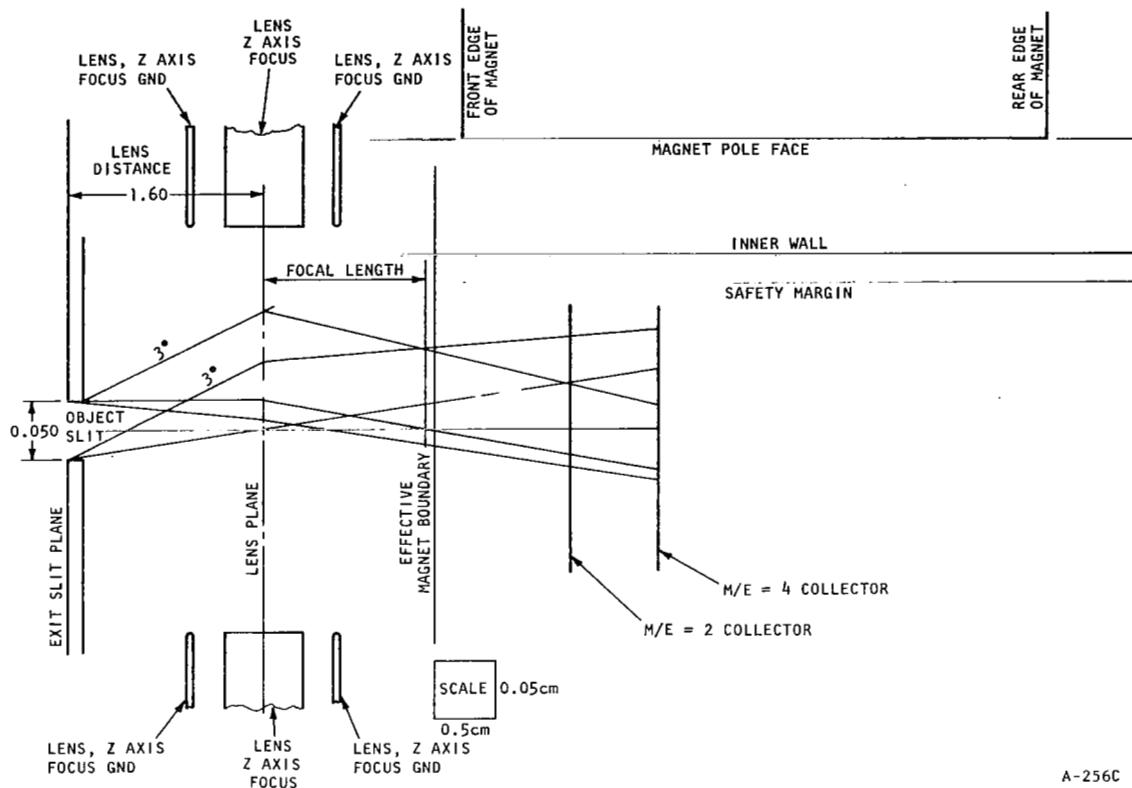 LENS
Z AXIS
FOCUS
LENS, Z AXIS
FOCUS GND
LENS, Z AXIS
FOCUS GND
FRONT EDGE
OF MAGNET
REAR EDGE
OF MAGNET
MAGNET POLE FACE
LENS
DISTANCE
1.60
INNER WALL
FOCAL LENGTH
SAFETY MARGIN
3°
3°
OBJECT
SLIT
0.050
EXIT SLIT PLANE
LENS PLANE
EFFECTIVE
MAGNET BOUNDARY
M/E = 4 COLLECTOR
M/E = 2 COLLECTOR
SCALE
0.05cm
0.5cm
LENS, Z AXIS
FOCUS GND
LENS
Z AXIS
FOCUS
LENS, Z AXIS
FOCUS GND
A-256C